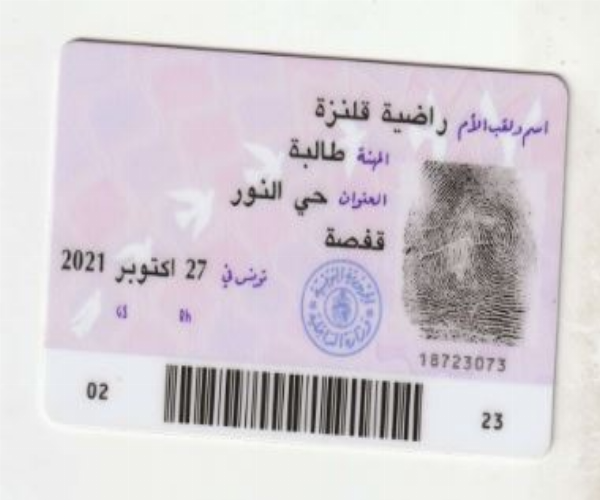 اسم ولقب الأم راضية قلنزة
المهنة طالبة
العنوان حي النور
قفصة
تونس في 27 اكتوبر 2021
GS Rh
18723073
02 23